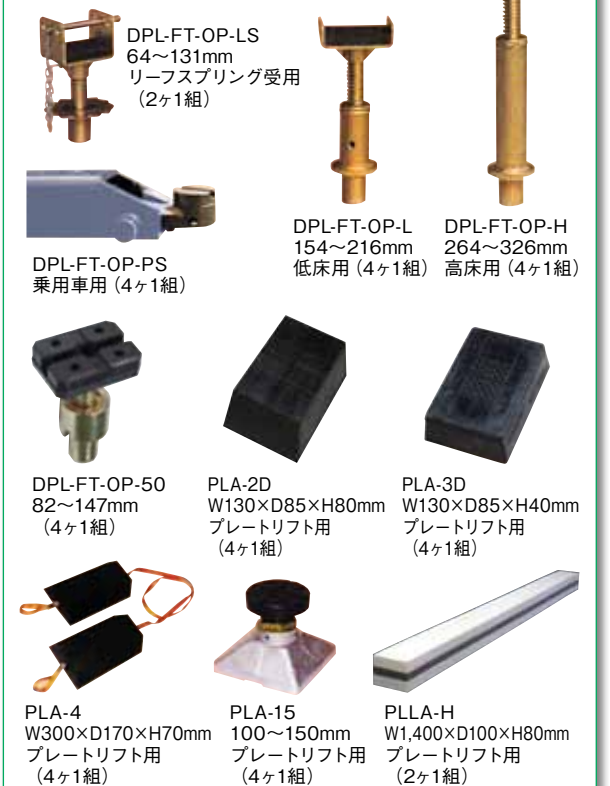 DPL-FT-OP-LS
64～131mm
リーフスプリング受用
（2ヶ1組）
DPL-FT-OP-L
154～216mm
低床用（4ヶ1組）
DPL-FT-OP-H
264～326mm
高床用（4ヶ1組）
DPL-FT-OP-PS
乗用車用（4ヶ1組）
DPL-FT-OP-50
82～147mm
（4ヶ1組）
PLA-2D
W130×D85×H80mm
プレートリフト用
（4ヶ1組）
PLA-3D
W130×D85×H40mm
プレートリフト用
（4ヶ1組）
PLA-4
W300×D170×H70mm
プレートリフト用
（4ヶ1組）
PLA-15
100～150mm
プレートリフト用
（4ヶ1組）
PLLA-H
W1,400×D100×H80mm
プレートリフト用
（2ヶ1組）